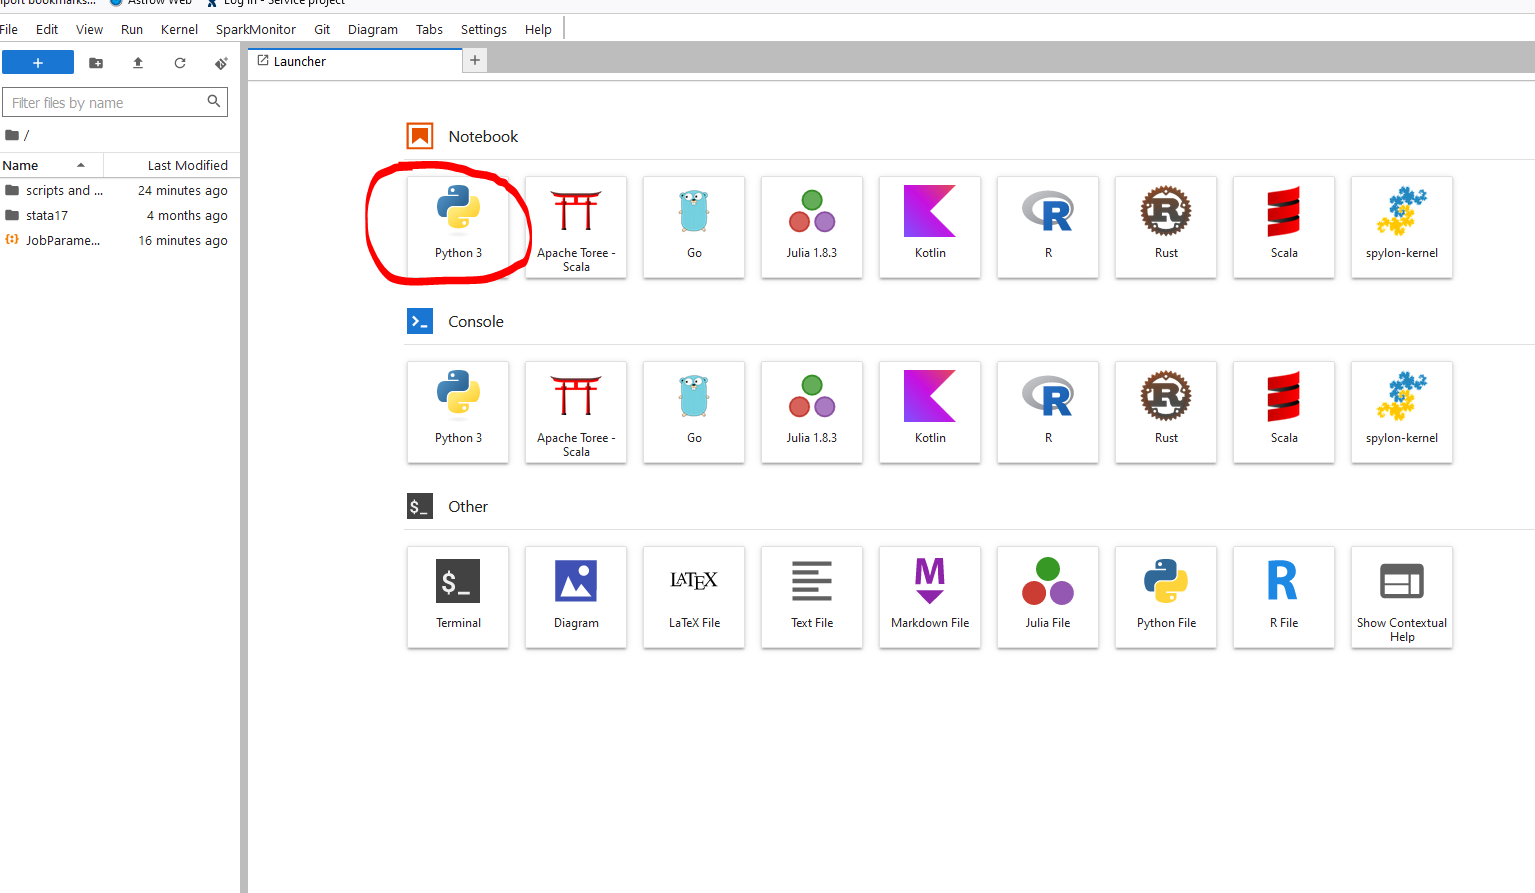 Import bookmarks... Astrow Web Log in - Service project
File Edit View Run Kernel SparkMonitor Git Diagram Tabs Settings Help
+
Launcher +
Filter files by name
/
Name Last Modified
scripts and ... 24 minutes ago
stata17 4 months ago
JobParame... 16 minutes ago
Notebook
Python 3
Apache Toree -
Scala
Go
Julia 1.8.3
Kotlin
R
R
Rust
Scala
spylon-kernel
>_ Console
Python 3
Apache Toree -
Scala
Go
Julia 1.8.3
Kotlin
R
R
Rust
Scala
spylon-kernel
$_ Other
$_
Terminal
Diagram
LATEX
LaTeX File
Text File
M
Markdown File
Julia File
Python File
R
R File
Show Contextual
Help